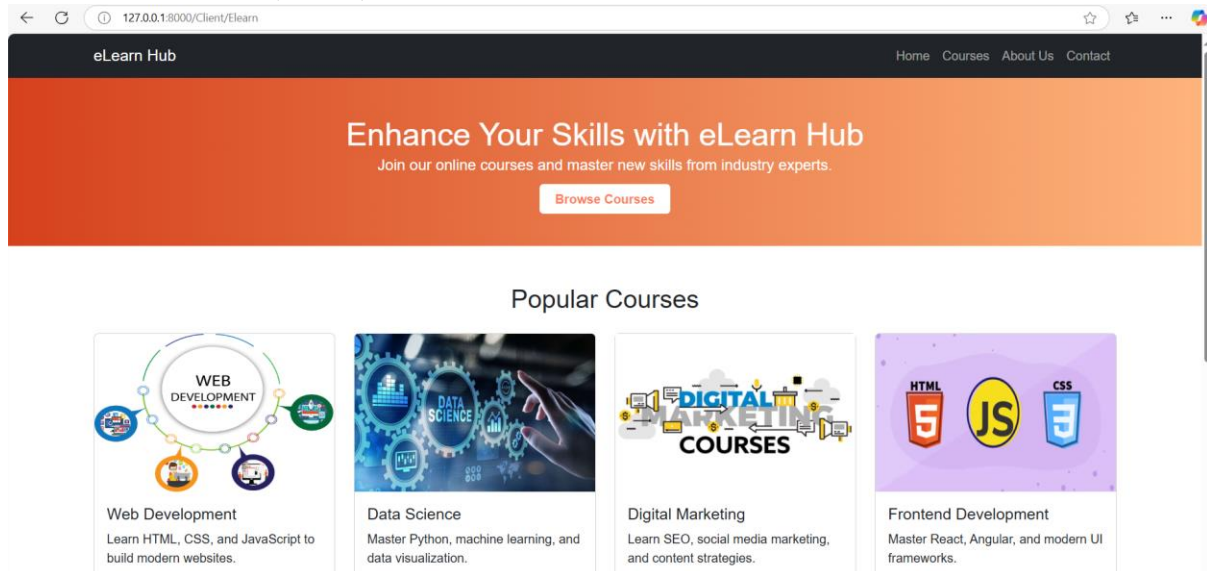 127.0.0.1:8000/Client/Elearn
eLearn Hub
Home Courses About Us Contact
Enhance Your Skills with eLearn Hub
Join our online courses and master new skills from industry experts.
Browse Courses
Popular Courses
WEB
DEVELOPMENT
DATA
SCIENCE
DIGITAL
MARKETING
COURSES
HTML
5
JS
CSS
3
Web Development
Learn HTML, CSS, and JavaScript to
build modern websites.
Data Science
Master Python, machine learning, and
data visualization.
Digital Marketing
Learn SEO, social media marketing,
and content strategies.
Frontend Development
Master React, Angular, and modern UI
frameworks.